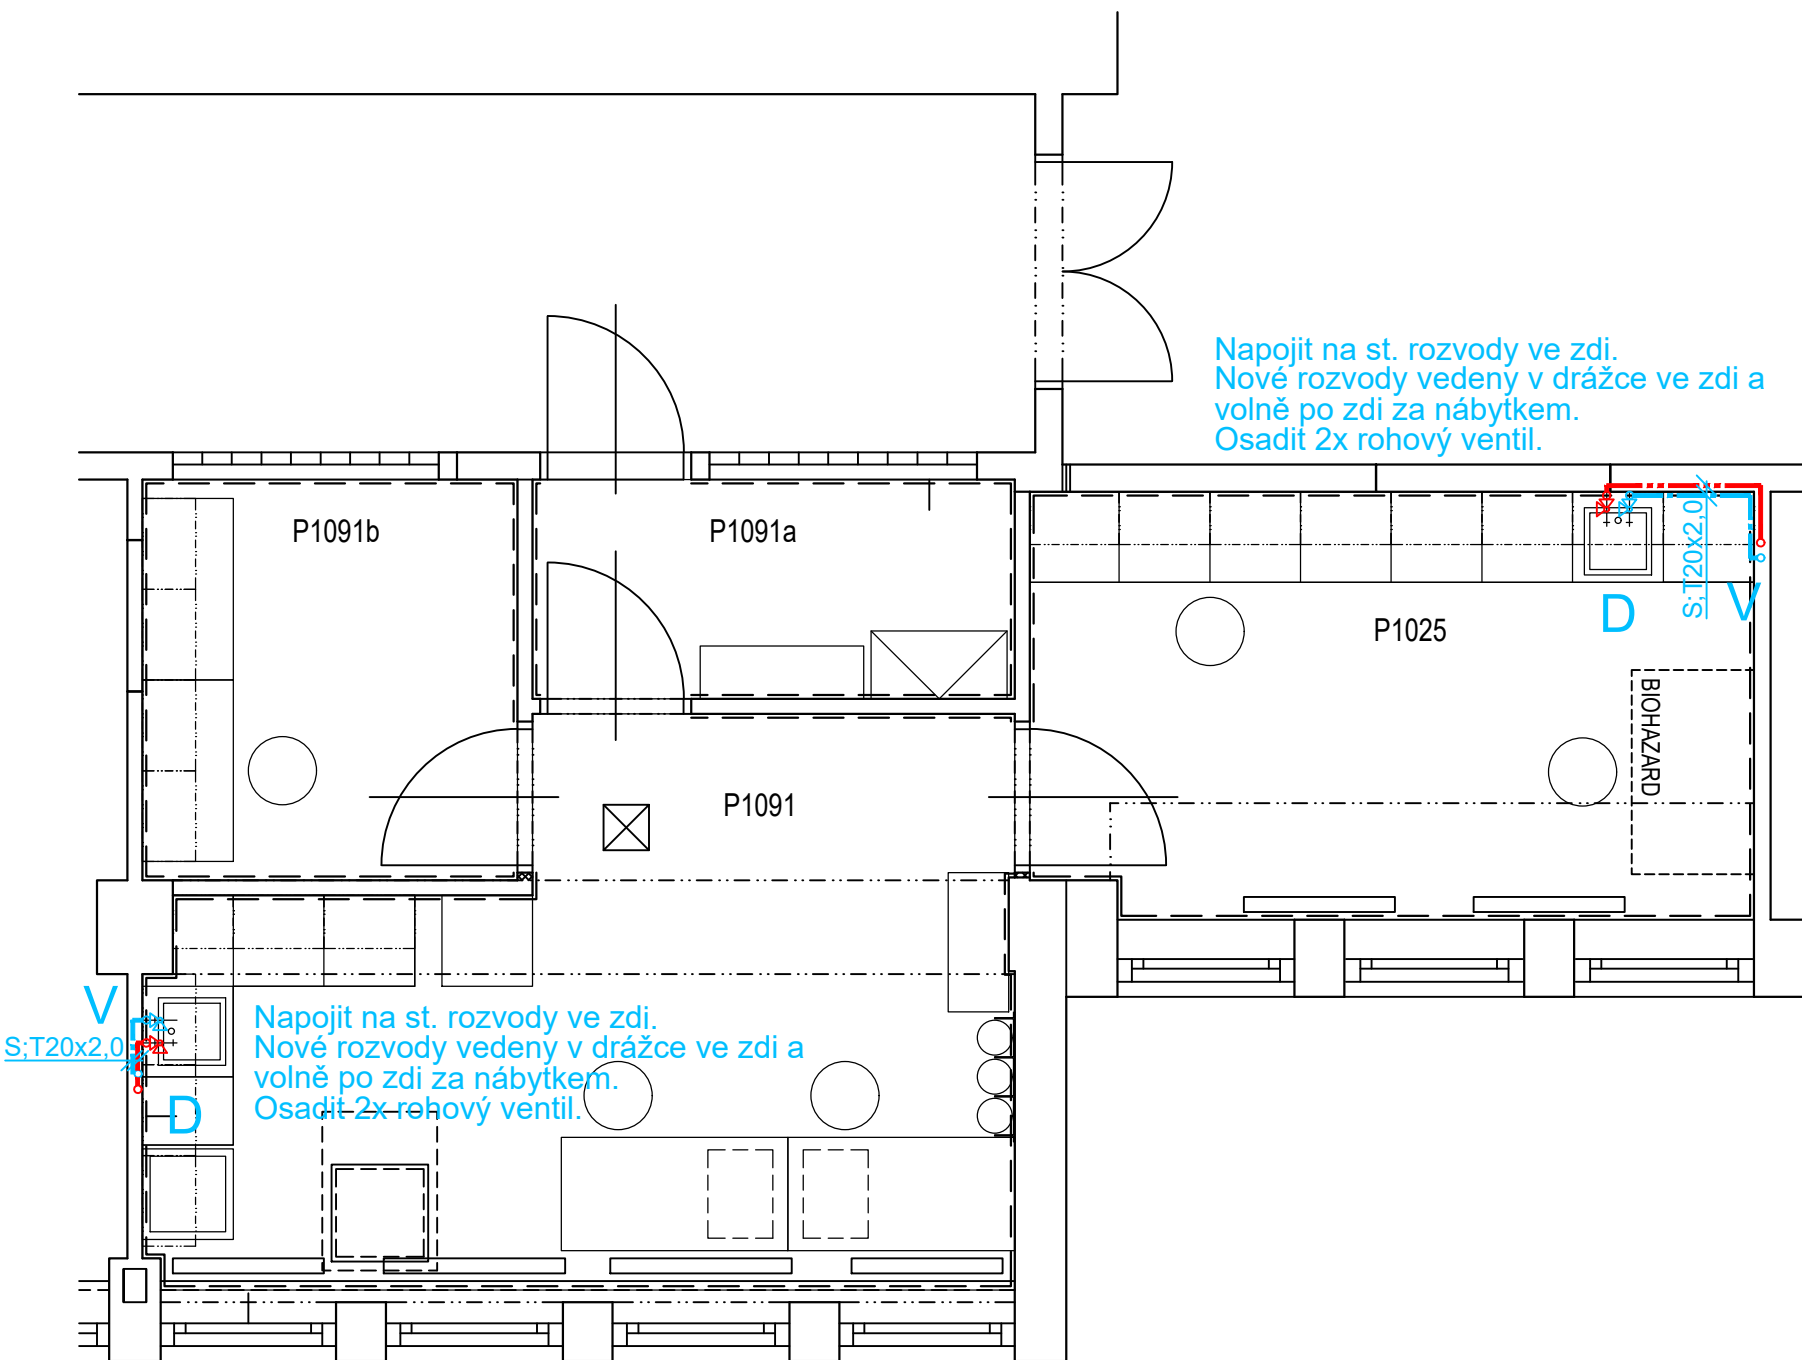 Napojit na st. rozvody ve zdi.
Nové rozvody vedeny v drážce ve zdi a
volně po zdi za nábytkem.
Osadit 2x rohový ventil.
P1091b
P1091a
S;T20x2,0
D
V
P1025
BIOHAZARD
P1091
V
S;T20x2,0
D
Napojit na st. rozvody ve zdi.
Nové rozvody vedeny v drážce ve zdi a
volně po zdi za nábytkem.
Osadit 2x rohový ventil.